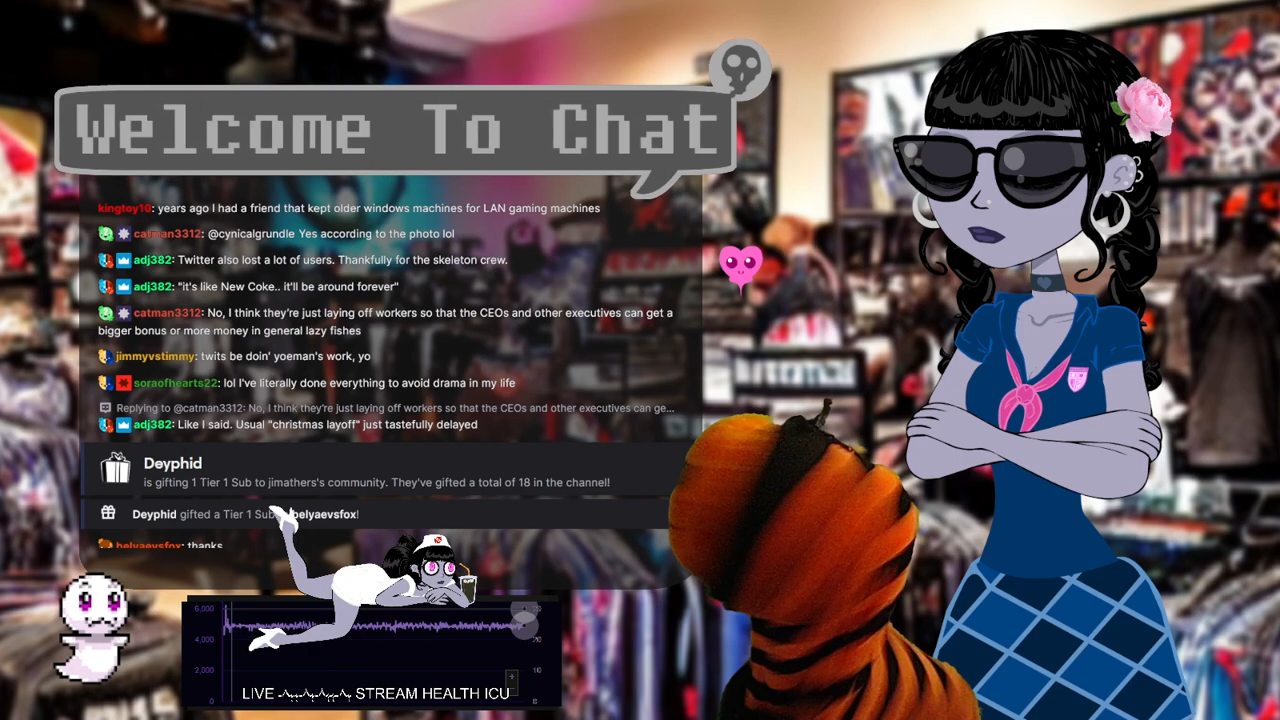 Welcome To Chat
kingtoy10: years ago I had a friend that kept older windows machines for LAN gaming machines
catman3312: @cynicalgrundle Yes according to the photo lol
adj382: Twitter also lost a lot of users. Thankfully for the skeleton crew.
adj382: "it's like New Coke.. it'll be around forever"
catman3312: No, I think they're just laying off workers so that the CEOs and other executives can get a
bigger bonus or more money in general lazy fishes
jimmyvstimmy: twits be doin' yoeman's work, yo
soraofhearts22: lol I've literally done everything to avoid drama in my life
Replying to @catman3312: No, I think they're just laying off workers so that the CEOs and other executives can ge...
adj382: Like I said. Usual "christmas layoff" just tastefully delayed
Deyphid
is gifting 1 Tier 1 Sub to jimathers's community. They've gifted a total of 18 in the channel!
Deyphid gifted a Tier 1 Sub belyaevsfox!
belyaevsfox: thanks
6,000
4,000
2,000
0
20
10
LIVE STREAM HEALTH ICU